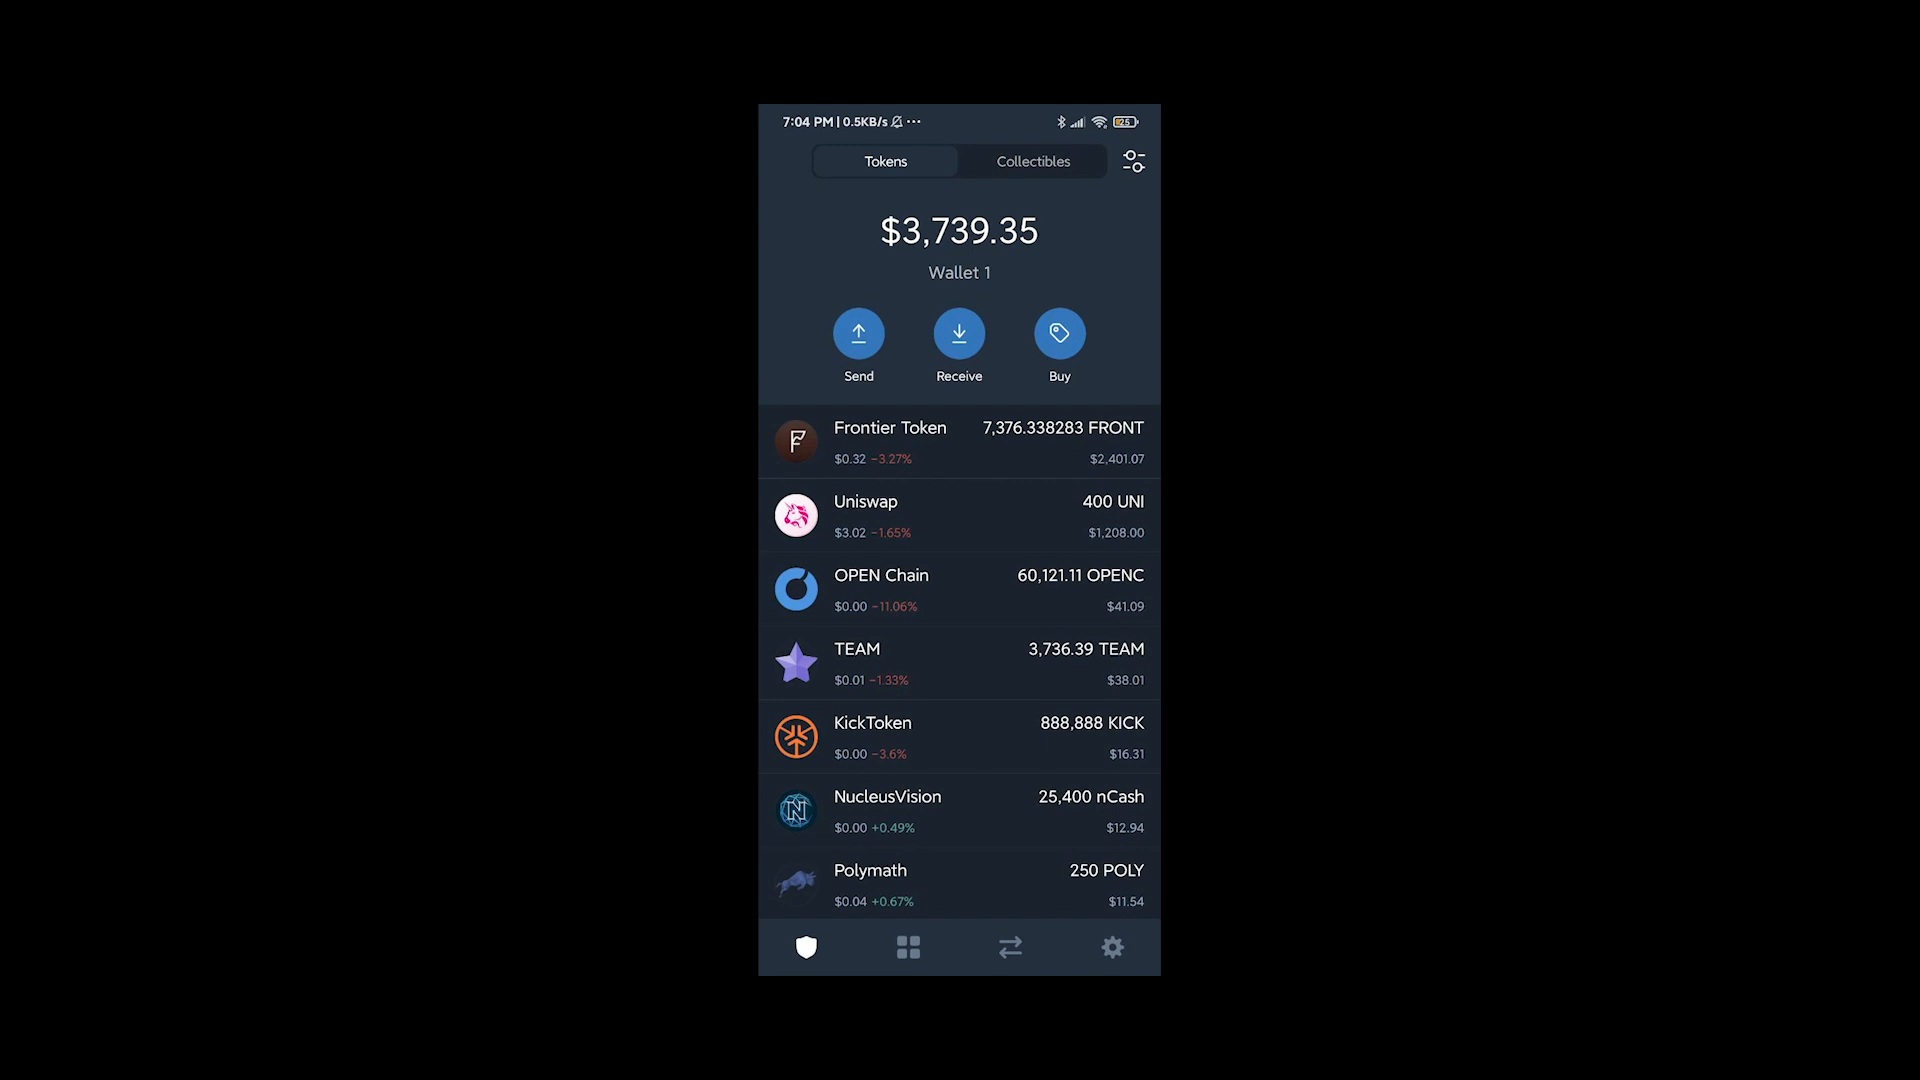 7:04 PM | 0.5KB/s ... 25
Tokens Collectibles
$3,739.35
Wallet 1
Send Receive Buy
Frontier Token 7,376.338283 FRONT
$0.32 −3.27% $2,401.07
Uniswap 400 UNI
$3.02 −1.65% $1,208.00
OPEN Chain 60,121.11 OPENC
$0.00 −11.06% $41.09
TEAM 3,736.39 TEAM
$0.01 −1.33% $38.01
KickToken 888,888 KICK
$0.00 −3.6% $16.31
NucleusVision 25,400 nCash
$0.00 +0.49% $12.94
Polymath 250 POLY
$0.04 +0.67% $11.54